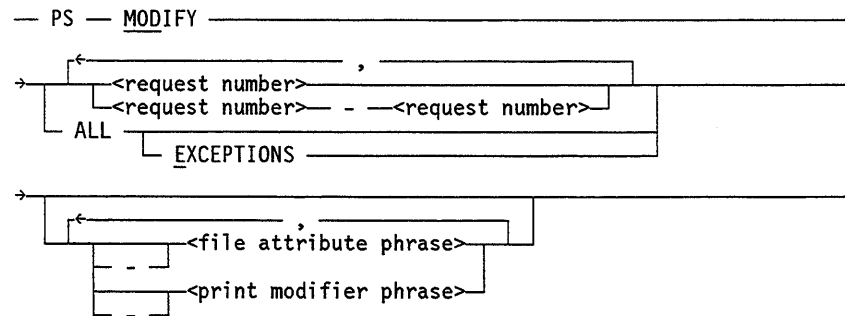 PS MODIFY
,
<request number>
<request number> - <request number>
ALL
EXCEPTIONS
,
<file attribute phrase>
-
<print modifier phrase>
-